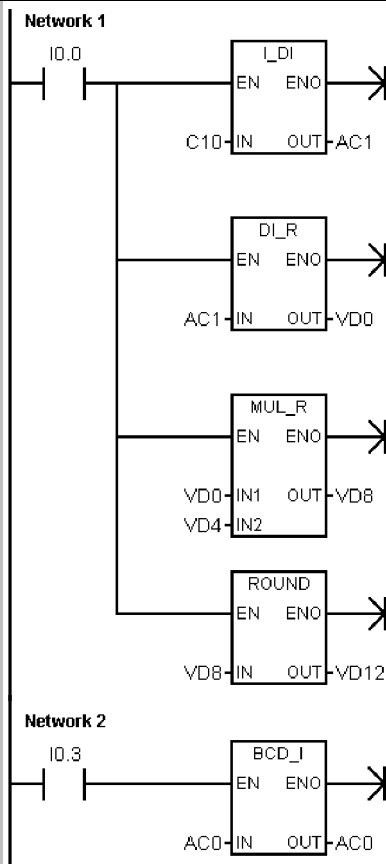 Network 1
I0.0
I_DI
EN ENO
C10 IN OUT AC1
DI_R
EN ENO
AC1 IN OUT VD0
MUL_R
EN ENO
VD0 IN1 OUT VD8
VD4 IN2
ROUND
EN ENO
VD8 IN OUT VD12
Network 2
I0.3
BCD_I
EN ENO
AC0 IN OUT AC0